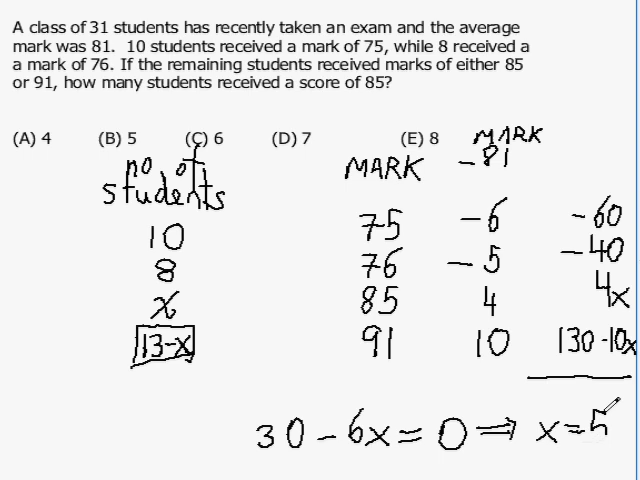 A class of 31 students has recently taken an exam and the average
mark was 81. 10 students received a mark of 75, while 8 received a
a mark of 76. If the remaining students received marks of either 85
or 91, how many students received a score of 85?
(A) 4 (B) 5 (C) 6 (D) 7 (E) 8
no. of students MARK MARK - 81
10 75 - 6 - 60
8 76 - 5 - 40
x 85 4 4x
13-x 91 10 130 -10x
30 - 6x = 0 ⇒ x = 5